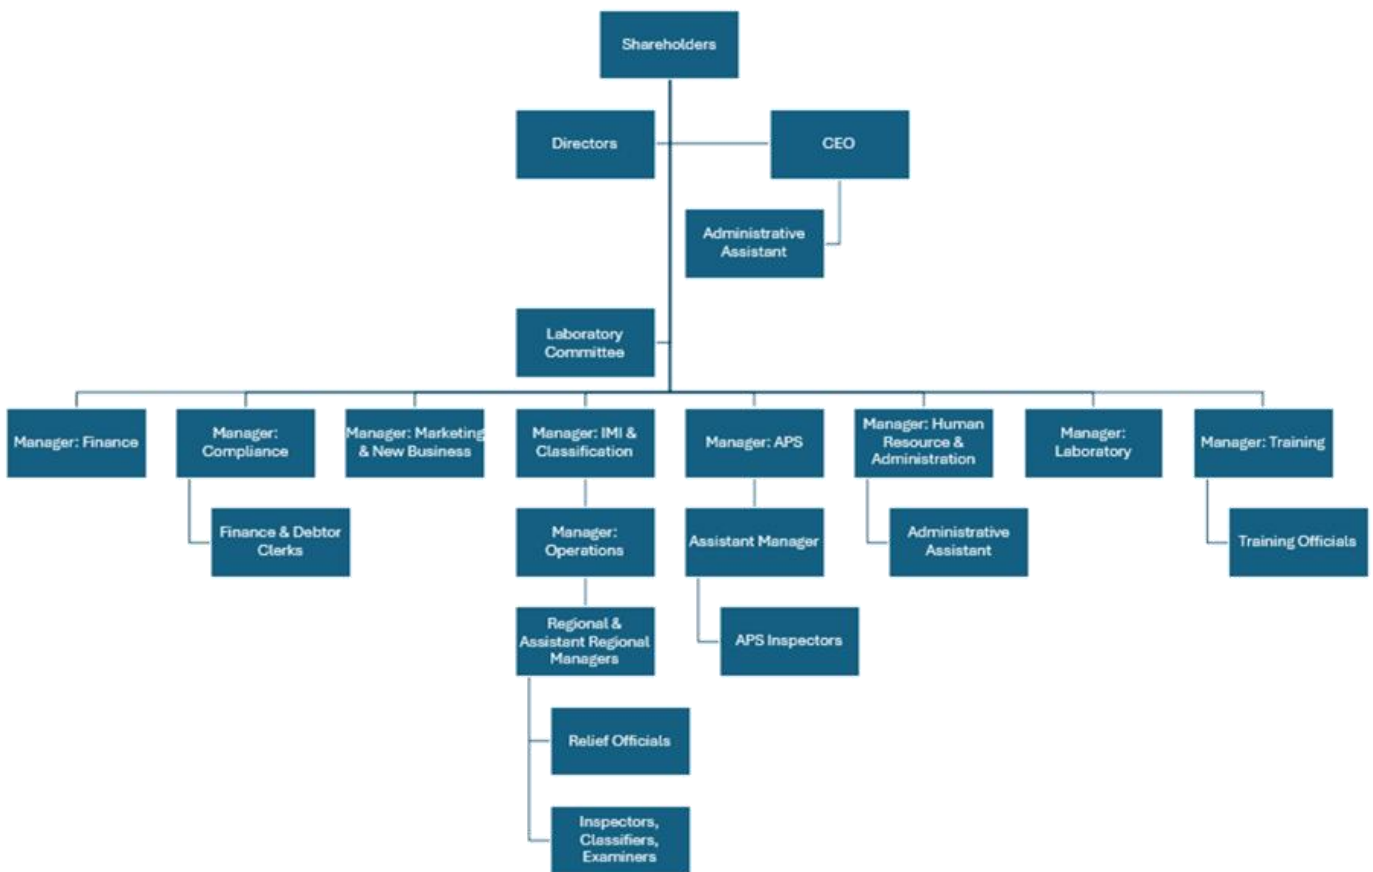 Shareholders
Directors
CEO
Administrative
Assistant
Laboratory
Committee
Manager: Finance
Manager:
Compliance
Manager: Marketing
& New Business
Manager: IMI &
Classification
Manager: APS
Manager: Human
Resource &
Administration
Manager:
Laboratory
Manager: Training
Finance & Debtor
Clerks
Manager:
Operations
Assistant Manager
Administrative
Assistant
Training Officials
Regional &
Assistant Regional
Managers
APS Inspectors
Relief Officials
Inspectors,
Classifiers,
Examiners